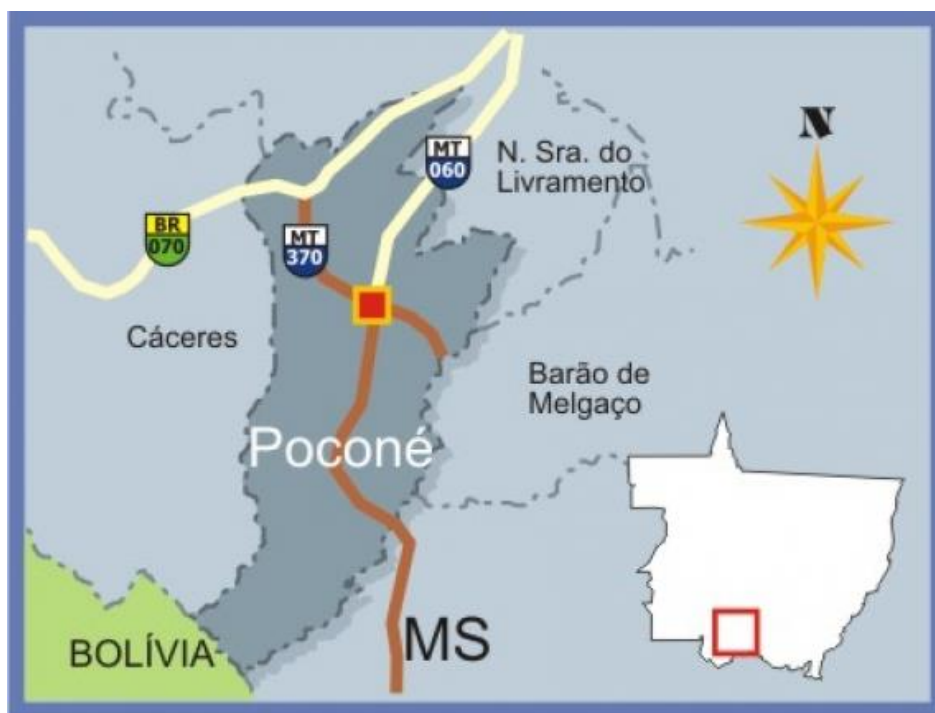 N
MT
060
N. Sra. do
Livramento
BR
070
MT
370
Cáceres
Barão de
Melgaço
Poconé
BOLÍVIA
MS